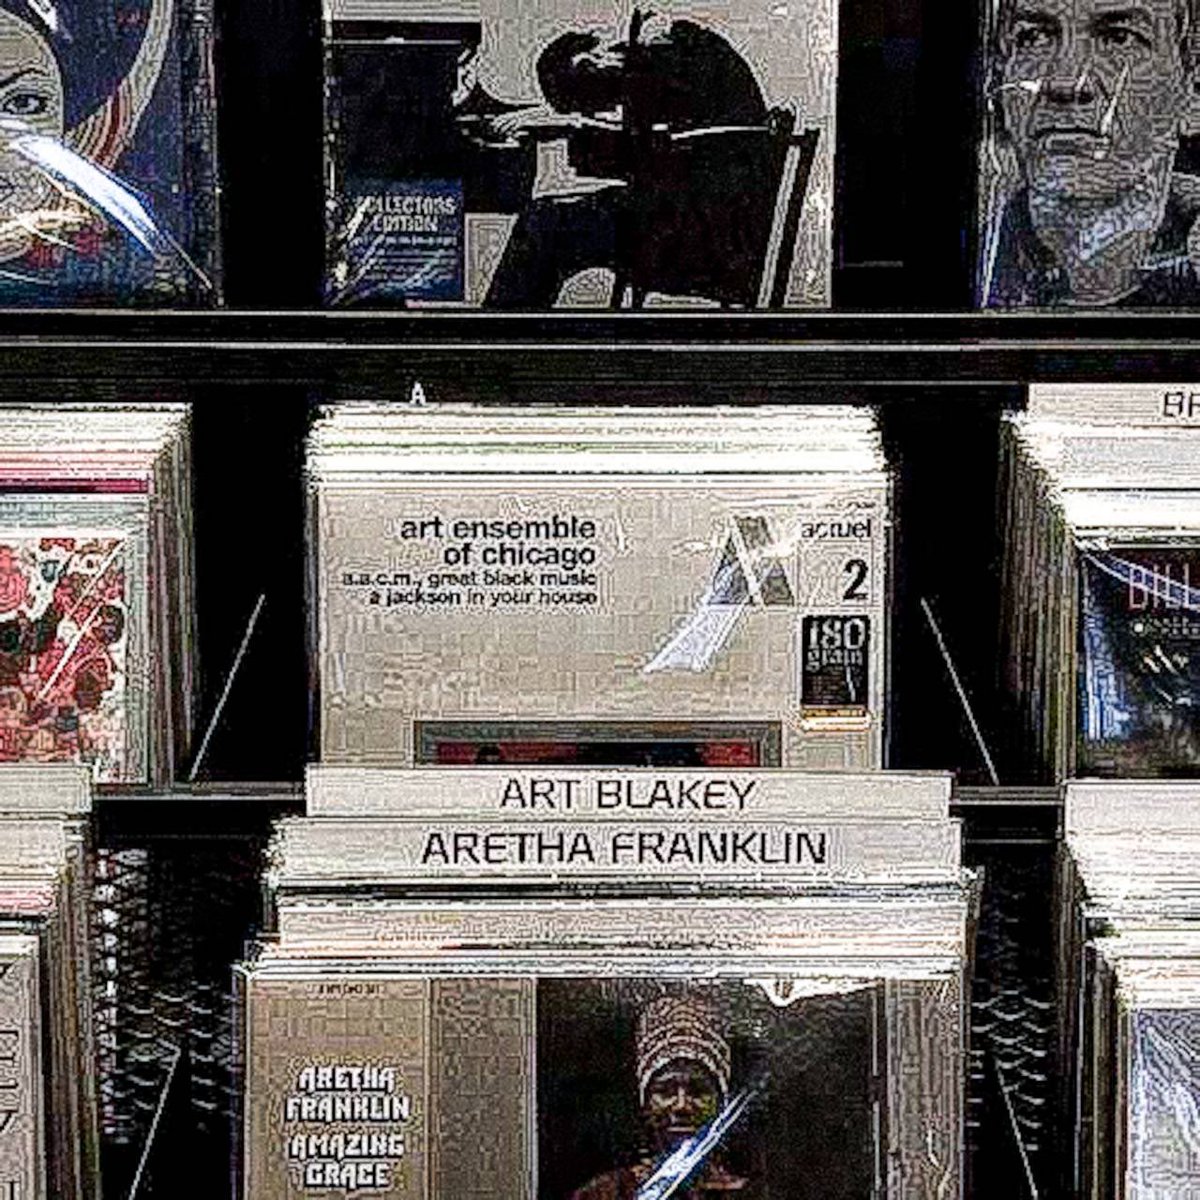 COLLECTORS
EDITION
A
art ensemble
of chicago
a.a.c.m., great black music
a jackson in your house
actuel
2
180
gram
BILL
ART BLAKEY
ARETHA FRANKLIN
ARETHA
FRANKLIN
AMAZING
GRACE